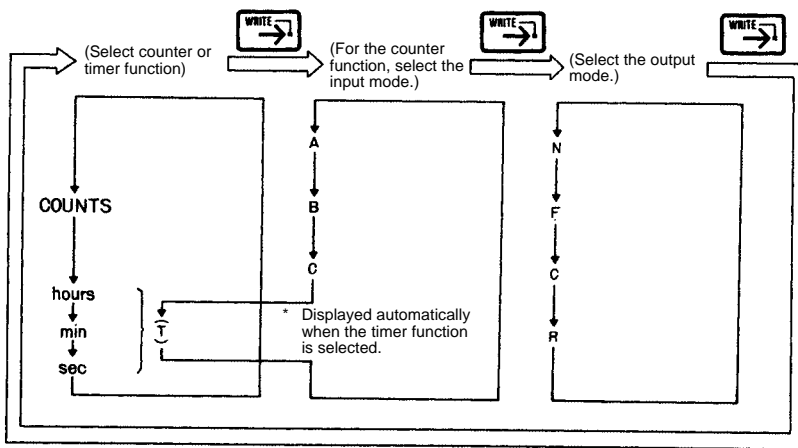 WRITE
WRITE
WRITE
(Select counter or
timer function)
(For the counter
function, select the
input mode.)
(Select the output
mode.)
COUNTS
hours
min
sec
A
B
C
(T)
* Displayed automatically
when the timer function
is selected.
N
F
C
R